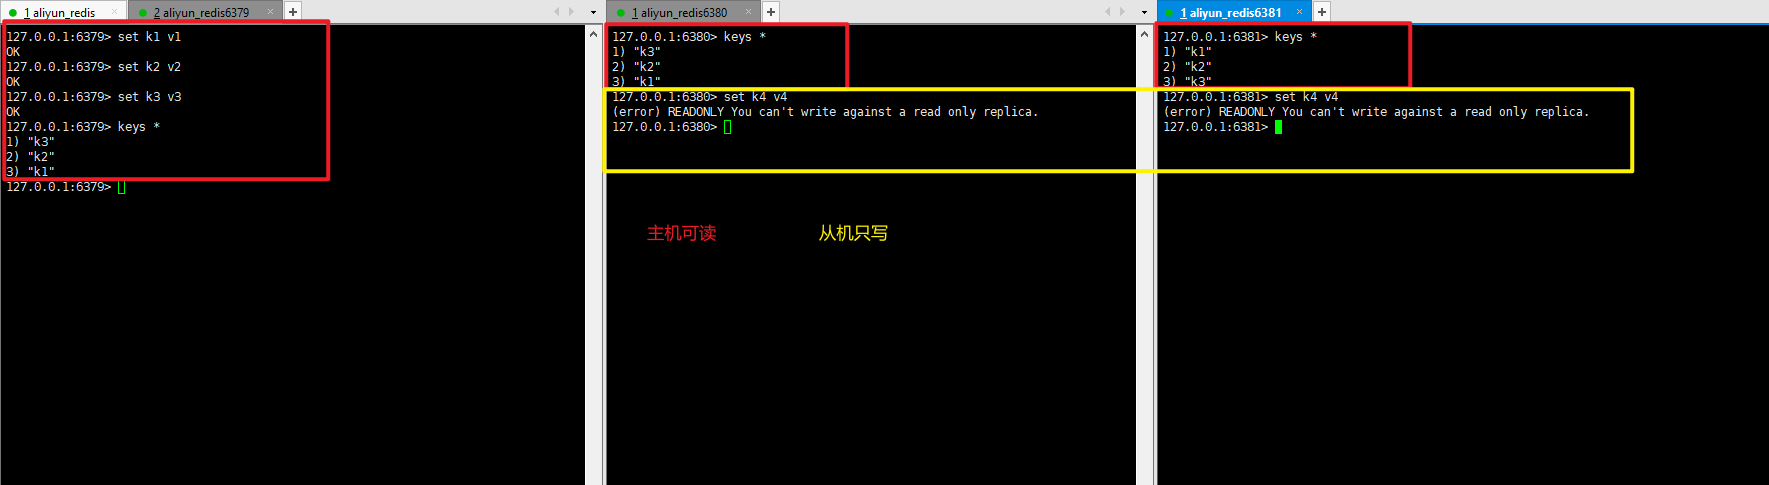 1 aliyun_redis
2 aliyun_redis6379
127.0.0.1:6379> set k1 v1
OK
127.0.0.1:6379> set k2 v2
OK
127.0.0.1:6379> set k3 v3
OK
127.0.0.1:6379> keys *
1) "k3"
2) "k2"
3) "k1"
127.0.0.1:6379>
1 aliyun_redis6380
127.0.0.1:6380> keys *
1) "k3"
2) "k2"
3) "k1"
127.0.0.1:6380> set k4 v4
(error) READONLY You can't write against a read only replica.
127.0.0.1:6380>
主机可读
从机只写
1 aliyun_redis6381
127.0.0.1:6381> keys *
1) "k1"
2) "k2"
3) "k3"
127.0.0.1:6381> set k4 v4
(error) READONLY You can't write against a read only replica.
127.0.0.1:6381>